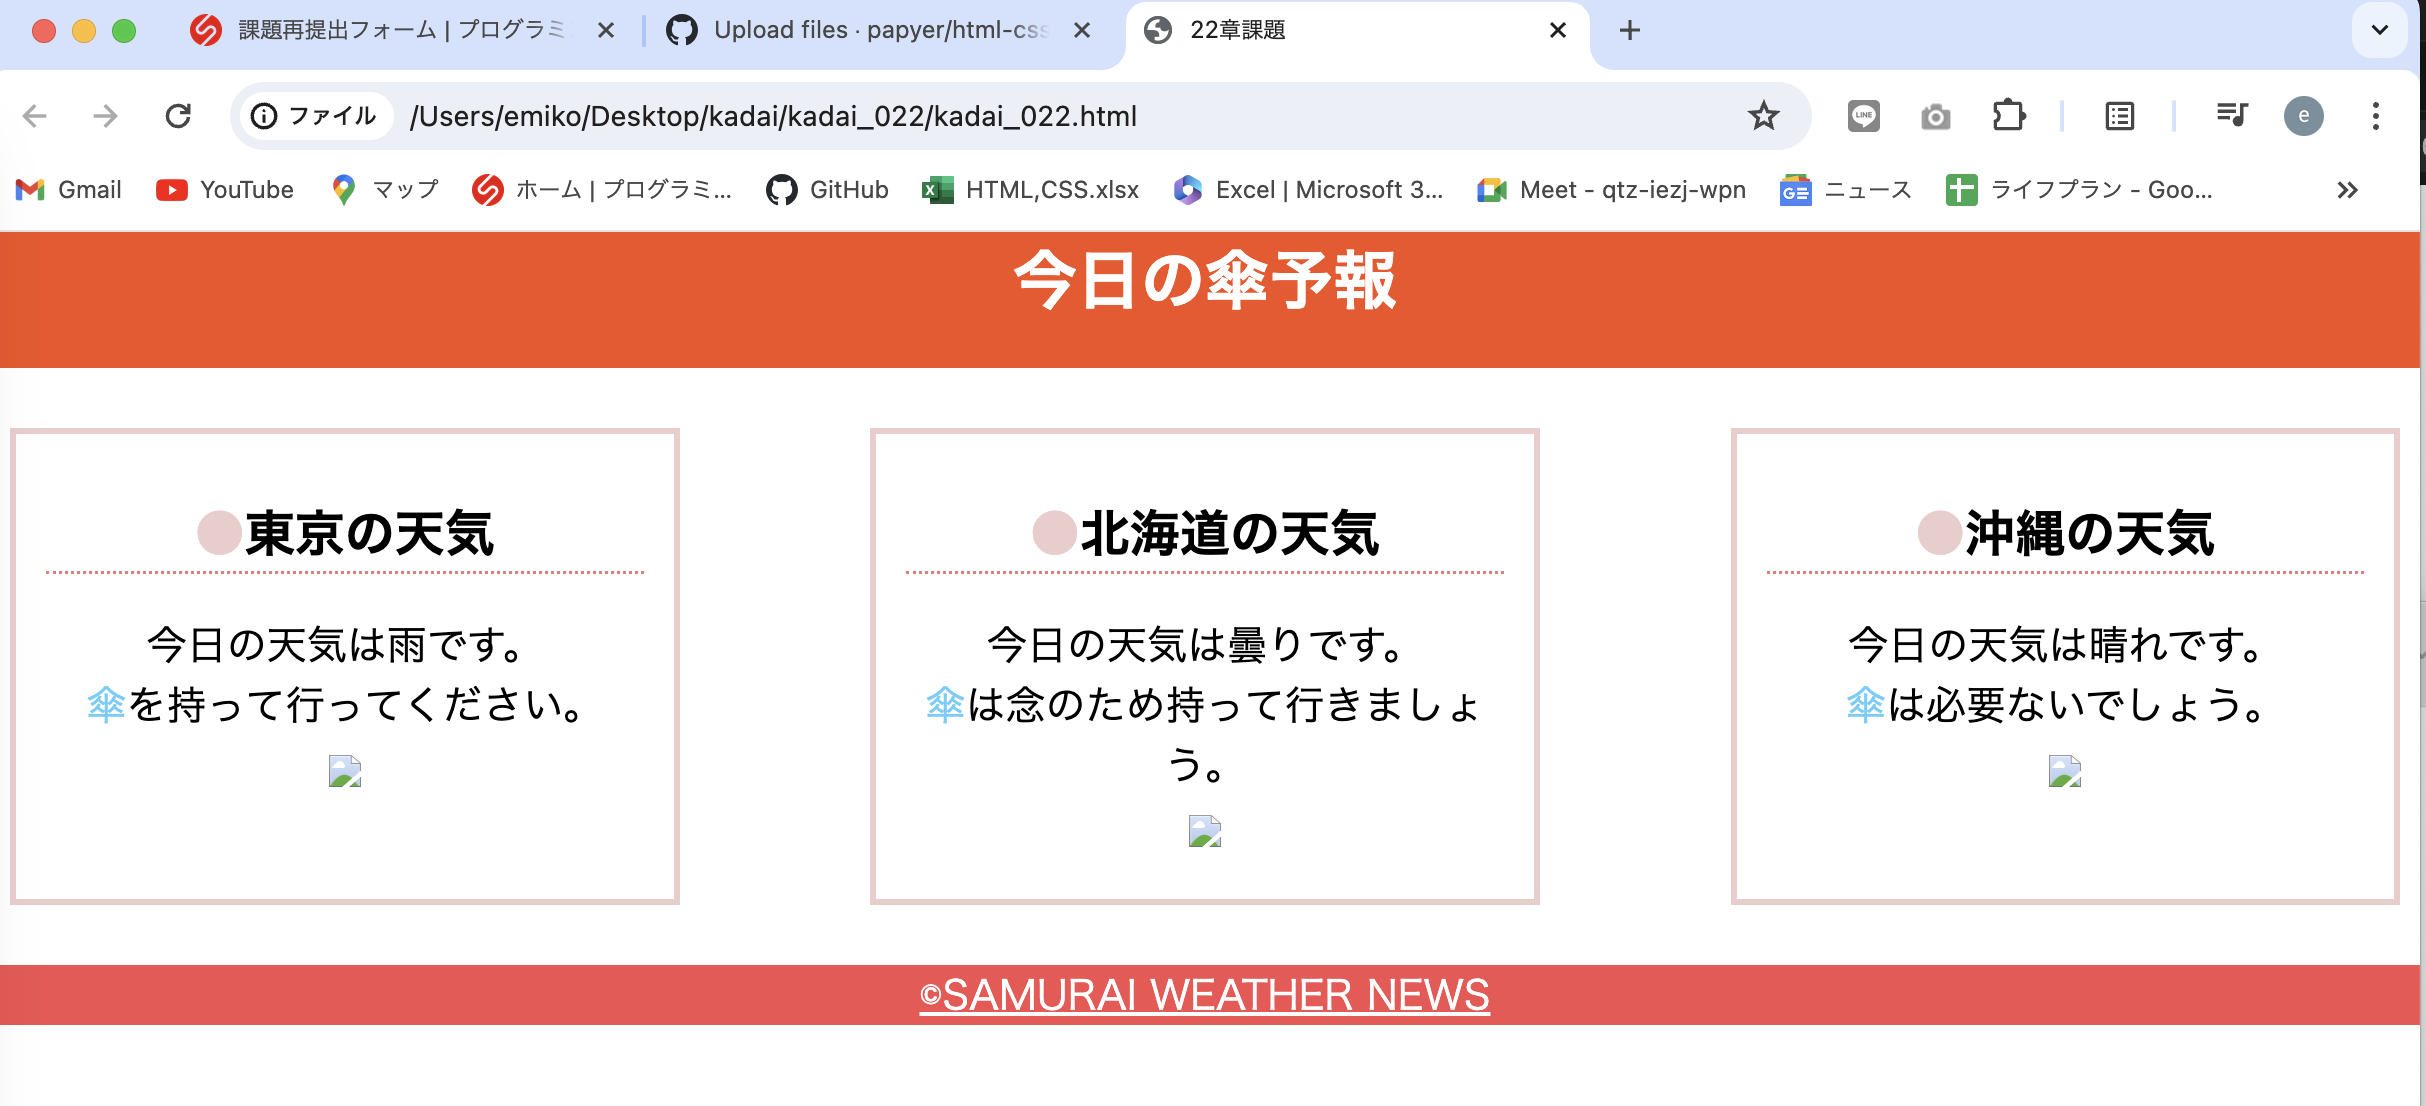 課題再提出フォーム | プログラミ
Upload files · papyer/html-css
22章課題
ファイル
/Users/emiko/Desktop/kadai/kadai_022/kadai_022.html
LINE
e
Gmail
YouTube
マップ
ホーム | プログラミ...
GitHub
HTML,CSS.xlsx
Excel | Microsoft 3...
Meet - qtz-iezj-wpn
ニュース
ライフプラン - Goo...
今日の傘予報
●東京の天気
今日の天気は雨です。
傘を持って行ってください。
●北海道の天気
今日の天気は曇りです。
傘は念のため持って行きましょ
う。
●沖縄の天気
今日の天気は晴れです。
傘は必要ないでしょう。
©SAMURAI WEATHER NEWS